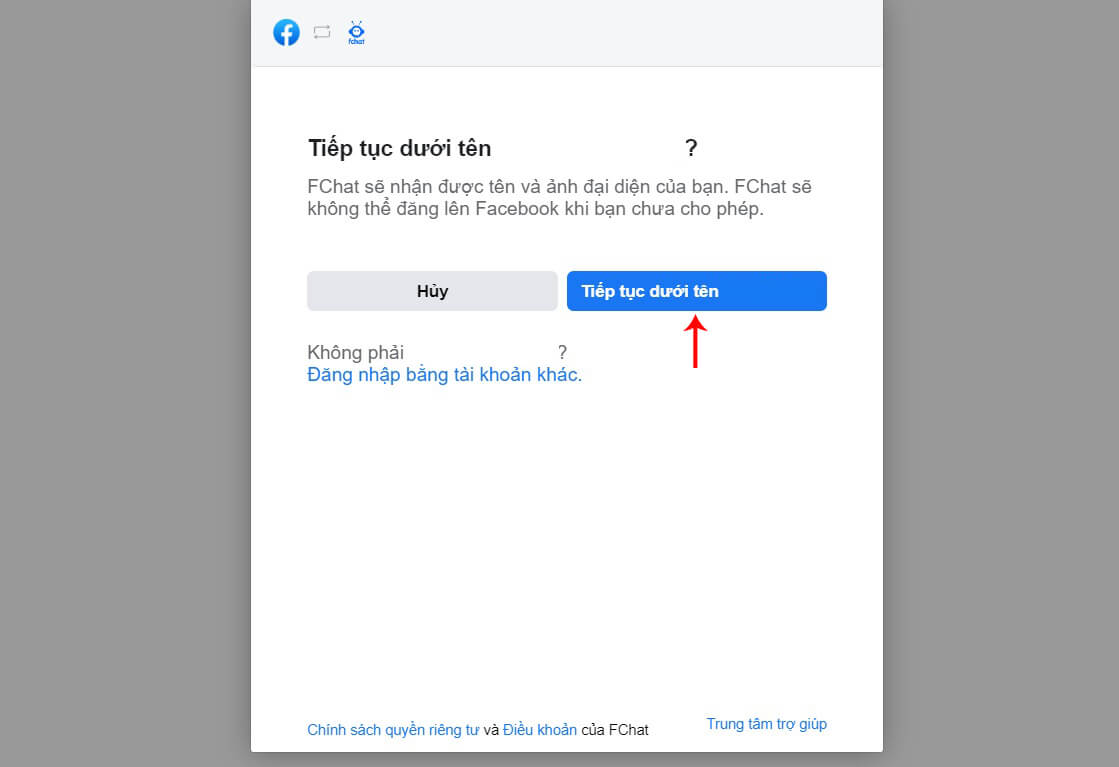 fchat
Tiếp tục dưới tên ?
FChat sẽ nhận được tên và ảnh đại diện của bạn. FChat sẽ
không thể đăng lên Facebook khi bạn chưa cho phép.
Hủy
Tiếp tục dưới tên
Không phải ?
Đăng nhập bằng tài khoản khác.
Chính sách quyền riêng tư và Điều khoản của FChat
Trung tâm trợ giúp